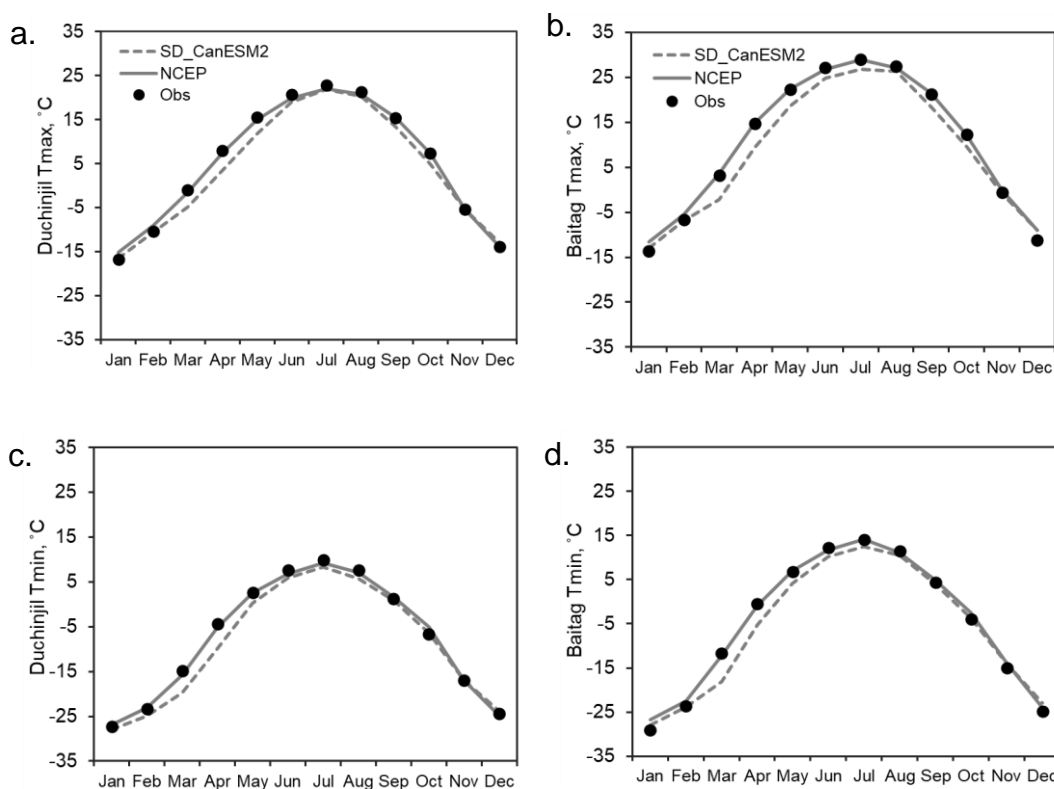 a.
35
25
15
5
-5
-15
-25
-35
Duchinjil Tmax, ˚C
SD_CanESM2
NCEP
Obs
Jan Feb Mar Apr May Jun Jul Aug Sep Oct Nov Dec
b.
35
25
15
5
-5
-15
-25
-35
Baitag Tmax, ˚C
SD_CanESM2
NCEP
Obs
Jan Feb Mar Apr May Jun Jul Aug Sep Oct Nov Dec
c.
35
25
15
5
-5
-15
-25
-35
Duchinjil Tmin, ˚C
Jan Feb Mar Apr May Jun Jul Aug Sep Oct Nov Dec
d.
35
25
15
5
-5
-15
-25
-35
Baitag Tmin, ˚C
Jan Feb Mar Apr May Jun Jul Aug Sep Oct Nov Dec